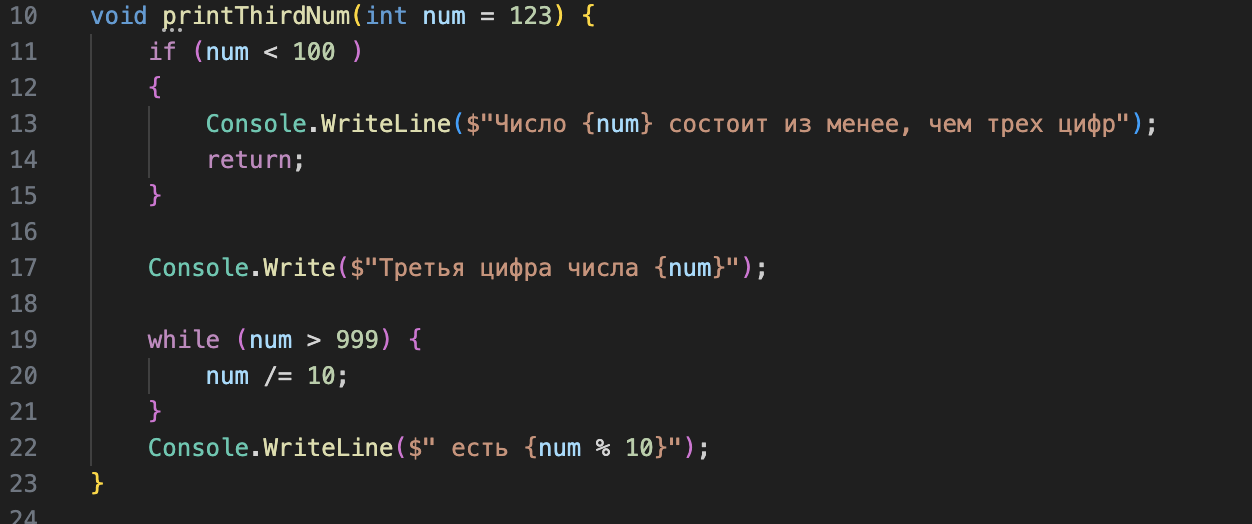 10 void printThirdNum(int num = 123) {
11 if (num < 100 )
12 {
13 Console.WriteLine($"Число {num} состоит из менее, чем трех цифр");
14 return;
15 }
16
17 Console.Write($"Третья цифра числа {num}");
18
19 while (num > 999) {
20 num /= 10;
21 }
22 Console.WriteLine($" есть {num % 10}");
23 }
24